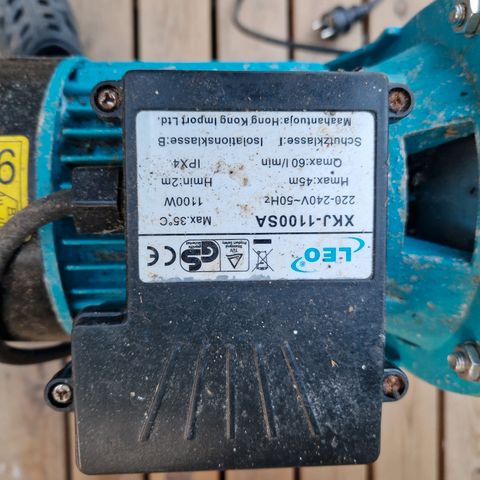 LEO
GS
XKJ-1100SA
Max.35°C
220-240V~50Hz
1100W
Hmax:45m
Hmin:2m
Qmax:60 l/min
IPX4
Schutzklasse:I
Isolationsklasse:B
Maahantuoja:Hong Kong Import Ltd.